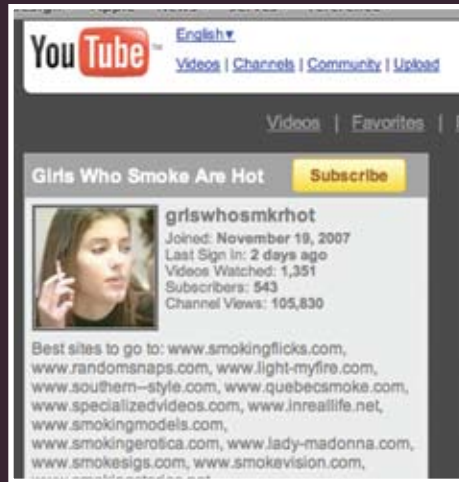 YouTube™
English▼
Videos | Channels | Community | Upload
Videos | Favorites |
Girls Who Smoke Are Hot
Subscribe
grlswhosmkrhot
Joined: November 19, 2007
Last Sign In: 2 days ago
Videos Watched: 1,351
Subscribers: 543
Channel Views: 105,830
Best sites to go to: www.smokingflicks.com,
www.randomsnaps.com, www.light-myfire.com,
www.southern--style.com, www.quebecsmoke.com,
www.specializedvideos.com, www.inreallife.net,
www.smokingmodels.com,
www.smokingerotica.com, www.lady-madonna.com,
www.smokesigs.com, www.smokevision.com,